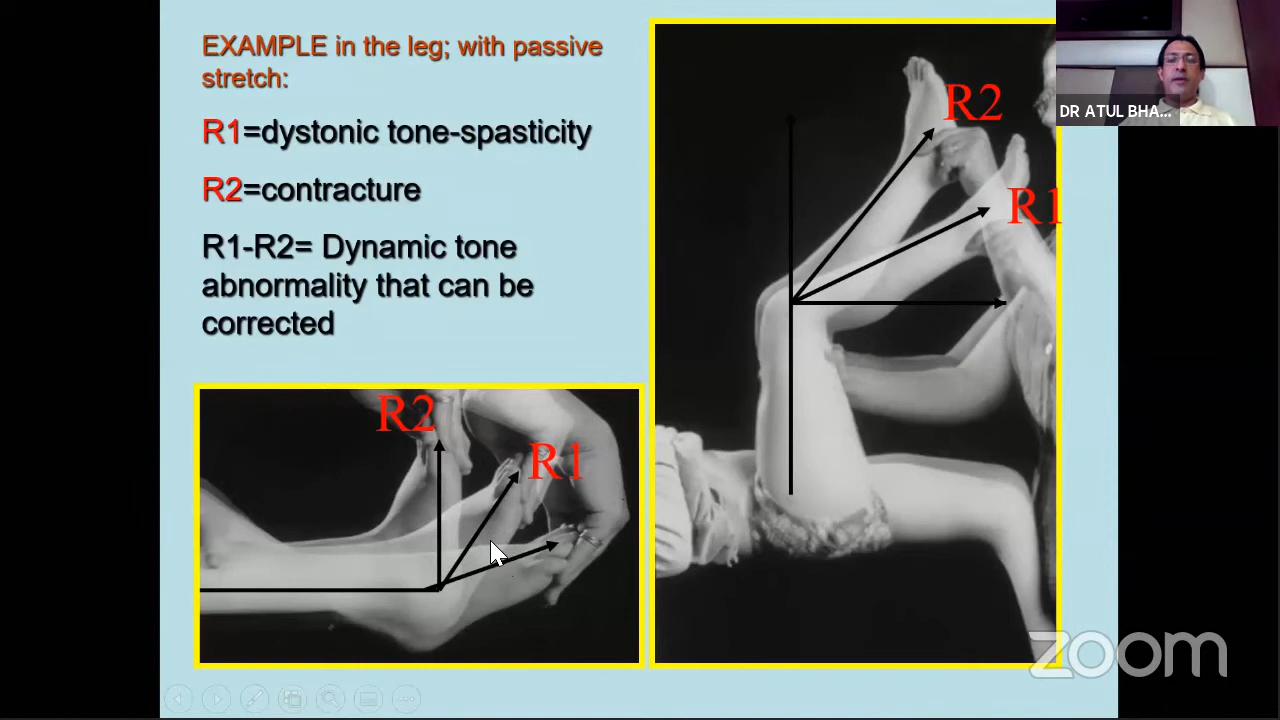 EXAMPLE in the leg; with passive
stretch:
R1=dystonic tone-spasticity
R2=contracture
R1-R2= Dynamic tone
abnormality that can be
corrected
R2
R1
R2
R1
DR ATUL BHA...
zoom